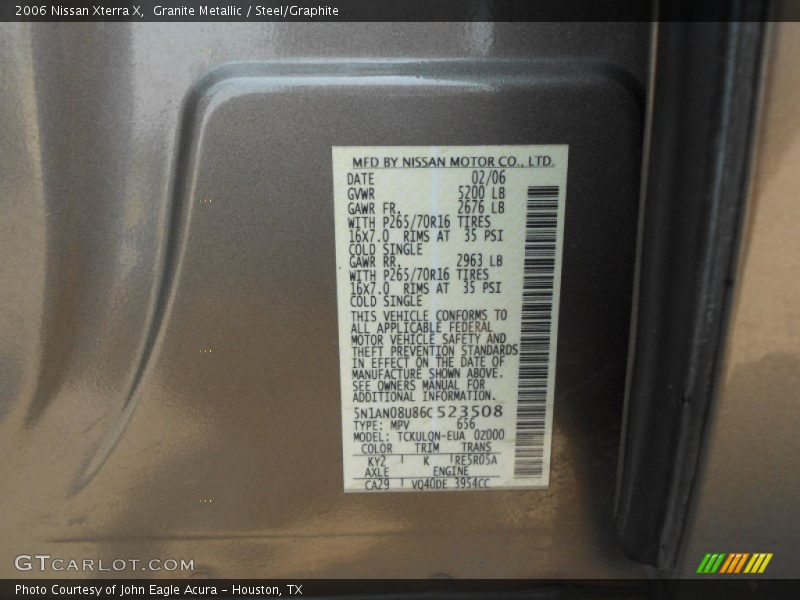 2006 Nissan Xterra X, Granite Metallic / Steel/Graphite
MFD BY NISSAN MOTOR CO., LTD.
DATE 02/06
GVWR 5200 LB
GAWR FR. 2676 LB
WITH P265/70R16 TIRES
16X7.0 RIMS AT 35 PSI
COLD SINGLE
GAWR RR. 2963 LB
WITH P265/70R16 TIRES
16X7.0 RIMS AT 35 PSI
COLD SINGLE
THIS VEHICLE CONFORMS TO
ALL APPLICABLE FEDERAL
MOTOR VEHICLE SAFETY AND
THEFT PREVENTION STANDARDS
IN EFFECT ON THE DATE OF
MANUFACTURE SHOWN ABOVE.
SEE OWNERS MANUAL FOR
ADDITIONAL INFORMATION.
5N1AN08U86C523508
TYPE: MPV 656
MODEL: TCKULQN-EUA 0Z000
COLOR TRIM TRANS
KY2 K RE5R05A
AXLE ENGINE
CA29 VQ40DE 3954CC
GTCARLOT.COM
Photo Courtesy of John Eagle Acura - Houston, TX